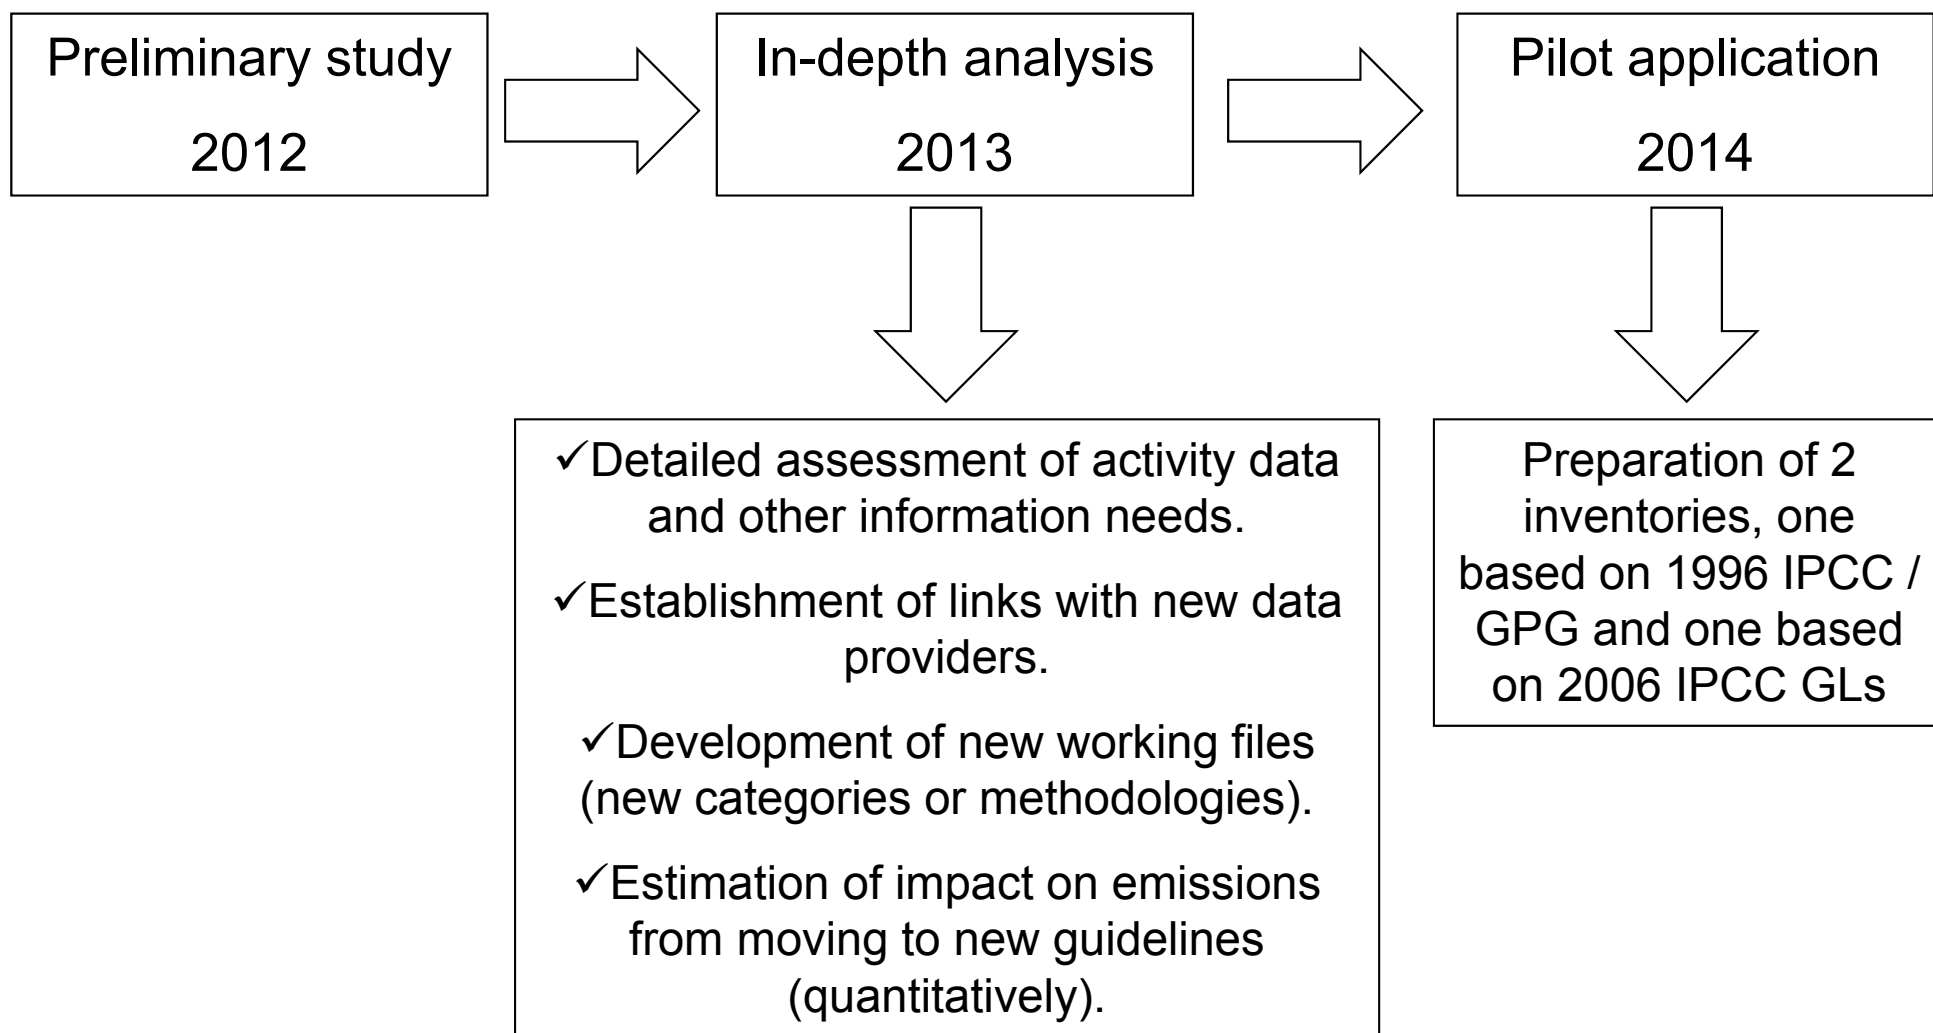 Preliminary study
2012
In-depth analysis
2013
Pilot application
2014
✓Detailed assessment of activity data
and other information needs.
✓Establishment of links with new data
providers.
✓Development of new working files
(new categories or methodologies).
✓Estimation of impact on emissions
from moving to new guidelines
(quantitatively).
Preparation of 2
inventories, one
based on 1996 IPCC /
GPG and one based
on 2006 IPCC GLs